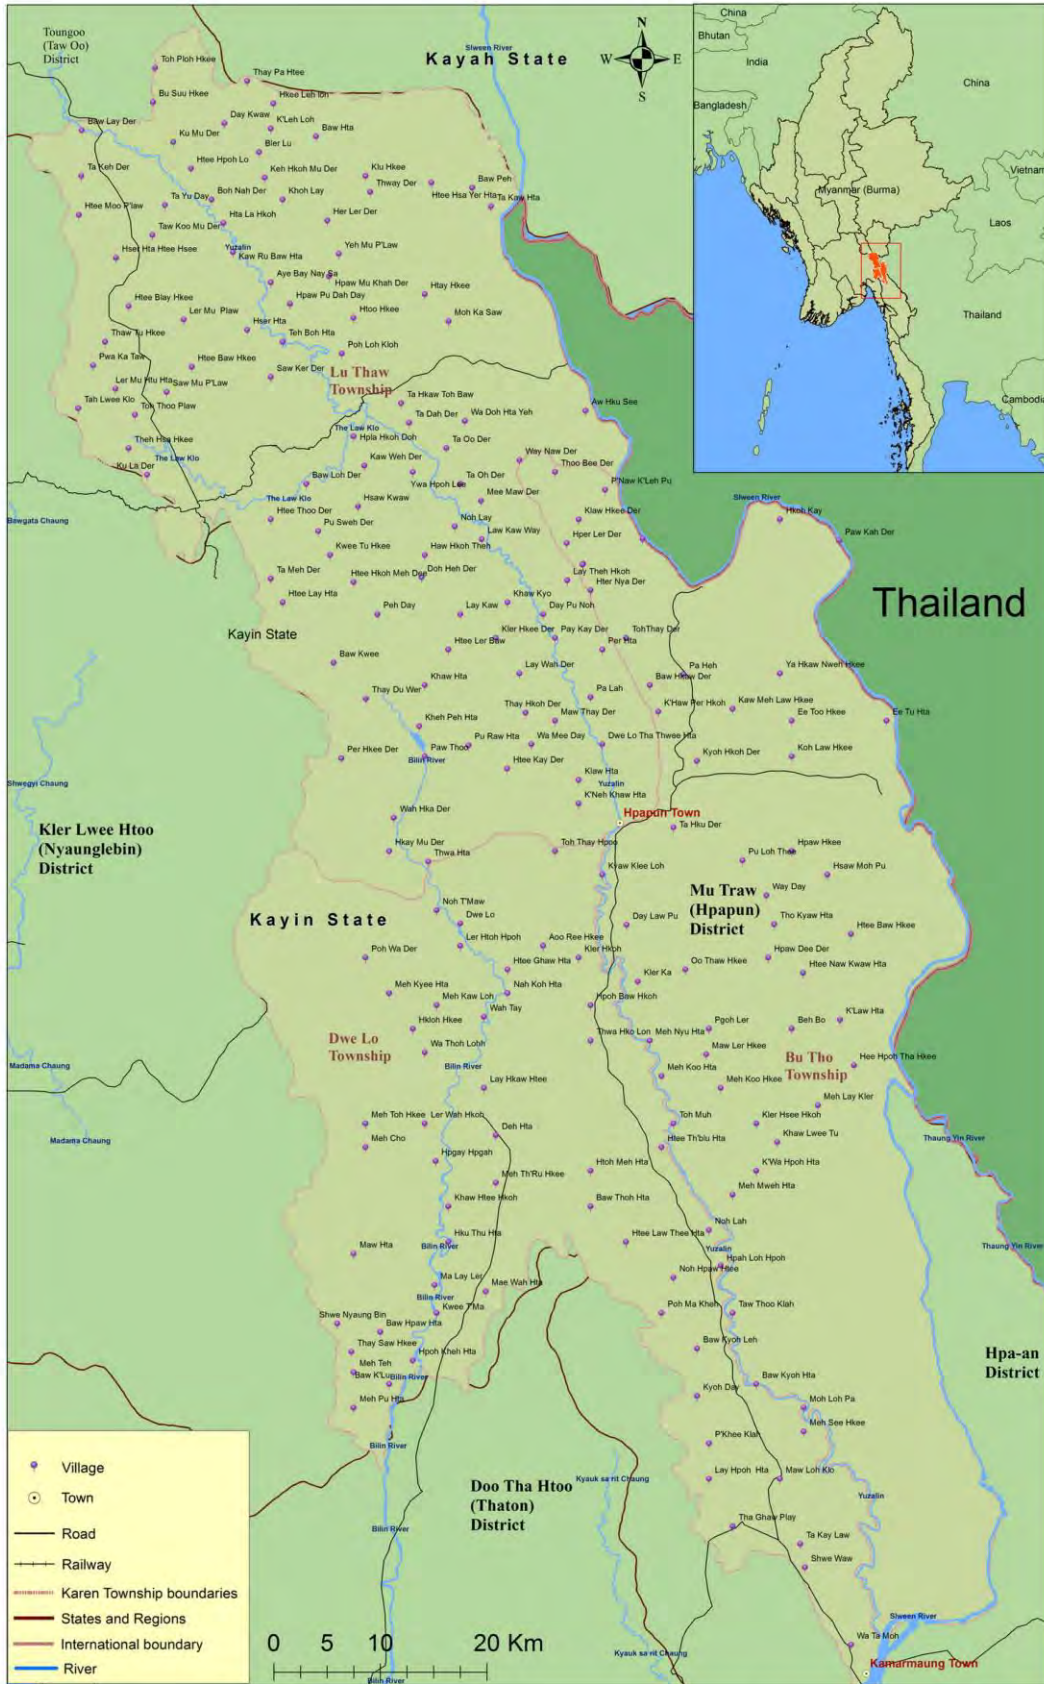 Toungoo
(Taw Oo)
District
Toh Ploh Hkee
Thay Pa Htee
Kayah State
Slween River
N
W
E
S
China
Bhutan
India
China
Bangladesh
Vietnam
Myanmar (Burma)
Laos
Thailand
Cambodia
Bu Suu Hkee
Hkee Leh loh
Baw Lay Der
Day Kwaw
K'Leh Loh
Baw Hta
Ku Mu Der
Bler Lu
Ta Keh Der
Htee Hpoh Lo
Keh Hkoh Mu Der
Klu Hkee
Thway Der
Baw Peh
Htee Hsa Yer Hta
Ta Kaw Hta
Htee Moo P'law
Ta Yu Day
Boh Nah Der
Khoh Lay
Her Ler Der
Taw Koo Mu Der
Hta La Hkoh
Hser Hta Htee Hsee
Yuzalin
Kaw Ru Baw Hta
Yeh Mu P'Law
Aye Bay Nay Sa
Hpaw Mu Khah Der
Htee Blay Hkee
Hpaw Pu Dah Day
Htay Hkee
Ler Mu Plaw
Hser Hta
Htoo Hkee
Moh Ka Saw
Thaw Tu Hkee
Teh Boh Hta
Poh Loh Kloh
Pwa Ka Taw
Htee Baw Hkee
Saw Ker Der
Lu Thaw
Township
Ler Mu Htu Hta
Saw Mu P'Law
Tah Lwee Klo
Toh Thoo Plaw
Ta Hkaw Toh Baw
Aw Hku See
Ta Dah Der
Wa Doh Hta Yeh
The Law Klo
Hpla Hkoh Doh
Theh Hsa Hkee
The Law Klo
Ta Oo Der
Ku La Der
Kaw Weh Der
Way Naw Der
Thoo Bee Der
Baw Loh Der
Ywa Hpoh Lee
Ta Oh Der
P'Naw K'Leh Pu
The Law Klo
Hsaw Kwaw
Mee Maw Der
Slween River
Bawgata Chaung
Htee Thoo Der
Noh Lay
Klaw Hkee Der
Hkoh Kay
Pu Sweh Der
Law Kaw Way
Hper Ler Der
Paw Kah Der
Kwee Tu Hkee
Haw Hkoh Theh
Ta Meh Der
Htee Hkoh Meh Der
Doh Heh Der
Lay Theh Hkoh
Hter Nya Der
Thailand
Htee Lay Hta
Peh Day
Lay Kaw
Khaw Kyo
Day Pu Noh
Kayin State
Kler Hkee Der
Pay Kay Der
TohThay Der
Htee Ler Baw
Per Hta
Baw Kwee
Lay Wah Der
Pa Heh
Ya Hkaw Nweh Hkee
Thay Du Wer
Khaw Hta
Pa Lah
Baw Hkaw Der
Thay Hkoh Der
Maw Thay Der
K'Haw Per Hkoh
Kaw Meh Law Hkee
Ee Too Hkee
Ee Tu Hta
Kheh Peh Hta
Per Hkee Der
Paw Thoo
Pu Raw Hta
Wa Mee Day
Dwe Lo Tha Thwee Hta
Kyoh Hkoh Der
Koh Law Hkee
Bilin River
Htee Kay Der
Klaw Hta
Yuzalin
Shwegyi Chaung
K'Neh Khaw Hta
Wah Hka Der
Hpapun Town
Ta Hku Der
Kler Lwee Htoo
(Nyaunglebin)
District
Hkay Mu Der
Thwa Hta
Toh Thay Hpoo
Kyaw Klee Loh
Pu Loh Thee
Hpaw Hkee
Hsaw Moh Pu
Mu Traw
(Hpapun)
District
Way Day
Kayin State
Noh T'Maw
Dwe Lo
Day Law Pu
Tho Kyaw Hta
Htee Baw Hkee
Poh Wa Der
Ler Htoh Hpoh
Aoo Ree Hkee
Kler Hkoh
Hpaw Dee Der
Htee Ghaw Hta
Oo Thaw Hkee
Htee Naw Kwaw Hta
Meh Kyee Hta
Nah Koh Hta
Kler Ka
Meh Kaw Loh
Wah Tay
Hpoh Baw Hkoh
K'Law Hta
Dwe Lo
Township
Hkloh Hkee
Thwa Hko Lon
Meh Nyu Hta
Pgoh Ler
Beh Bo
Wa Thoh Lohh
Maw Ler Hkee
Bu Tho
Township
Hee Hpoh Tha Hkee
Madama Chaung
Bilin River
Lay Hkaw Htee
Meh Koo Hta
Meh Koo Hkee
Meh Lay Kler
Madama Chaung
Meh Toh Hkee
Ler Wah Hkoh
Deh Hta
Toh Muh
Kler Hsee Hkoh
Thaung Yin River
Meh Cho
Htee Th'blu Hta
Khaw Lwee Tu
Hpgay Hpgah
Htoh Meh Hta
K'Wa Hpoh Hta
Meh Th'Ru Hkee
Meh Mweh Hta
Khaw Htee Hkoh
Baw Thoh Hta
Hku Thu Hta
Noh Lah
Maw Hta
Bilin River
Htee Law Thee Hta
Yuzalin
Thaung Yin River
Hpah Loh Hpoh
Ma Lay Ler
Mae Wah Hta
Noh Hpaw Htee
Bilin River
Kwee T'Ma
Poh Ma Kheh
Taw Thoo Klah
Shwe Nyaung Bin
Baw Hpaw Hta
Thay Saw Hkee
Hpoh Kheh Hta
Baw Kyoh Leh
Hpa-an
District
Meh Teh
Baw K'Lu
Bilin River
Kyoh Day
Baw Kyoh Hta
Meh Pu Hta
Moh Loh Pa
Meh See Hkee
Bilin River
P'Khee Klah
Village
Town
Road
Railway
Karen Township boundaries
States and Regions
International boundary
River
Doo Tha Htoo
(Thaton)
District
Kyauk sa rit Chaung
Lay Hpoh Hta
Maw Loh Klo
Yuzalin
Bilin River
Tha Ghaw Play
Ta Kay Law
Shwe Waw
Slween River
Wa Ta Moh
0 5 10 20 Km
Kyauk sa rit Chaung
Kamarmaung Town
Bilin River